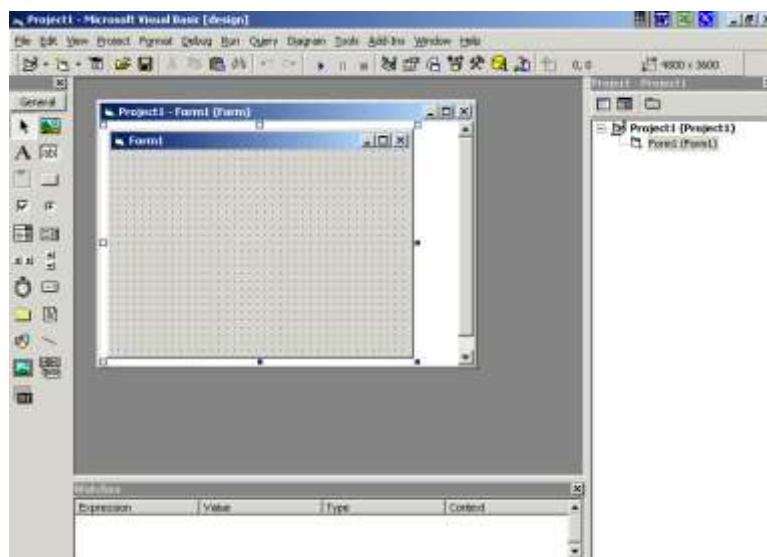 Project1 - Microsoft Visual Basic [design]
File Edit View Project Format Debug Run Query Diagram Tools Add-Ins Window Help
0, 0 4800 x 3600
Project - Project1
General
Project1 - Form1 (Form)
Form1
Project1 (Project1)
Form1 (Form1)
A ab
Watches
Expression Value Type Context